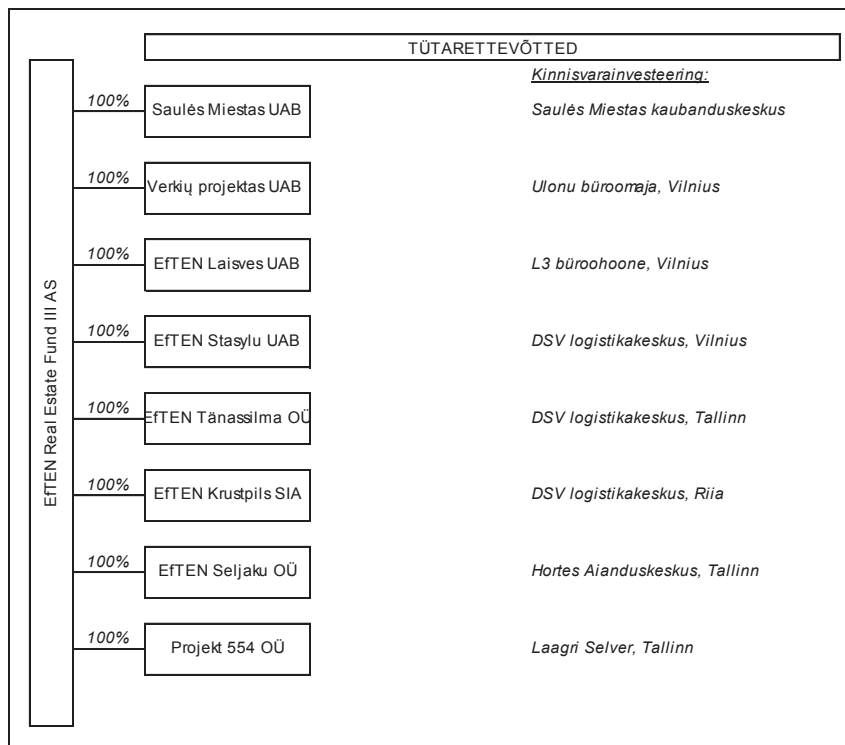 TÜTARETTEVÕTTED
Kinnisvarainvesteering:
EfTEN Real Estate Fund III AS
100% Saulės Miestas UAB Saulės Miestas kaubanduskeskus
100% Verkių projektas UAB Ulonu büroomaja, Vilnius
100% EfTEN Laisves UAB L3 büroohoone, Vilnius
100% EfTEN Stasylu UAB DSV logistikakeskus, Vilnius
100% EfTEN Tänassilma OÜ DSV logistikakeskus, Tallinn
100% EfTEN Krustpils SIA DSV logistikakeskus, Riia
100% EfTEN Seljaku OÜ Hortes Aianduskeskus, Tallinn
100% Projekt 554 OÜ Laagri Selver, Tallinn